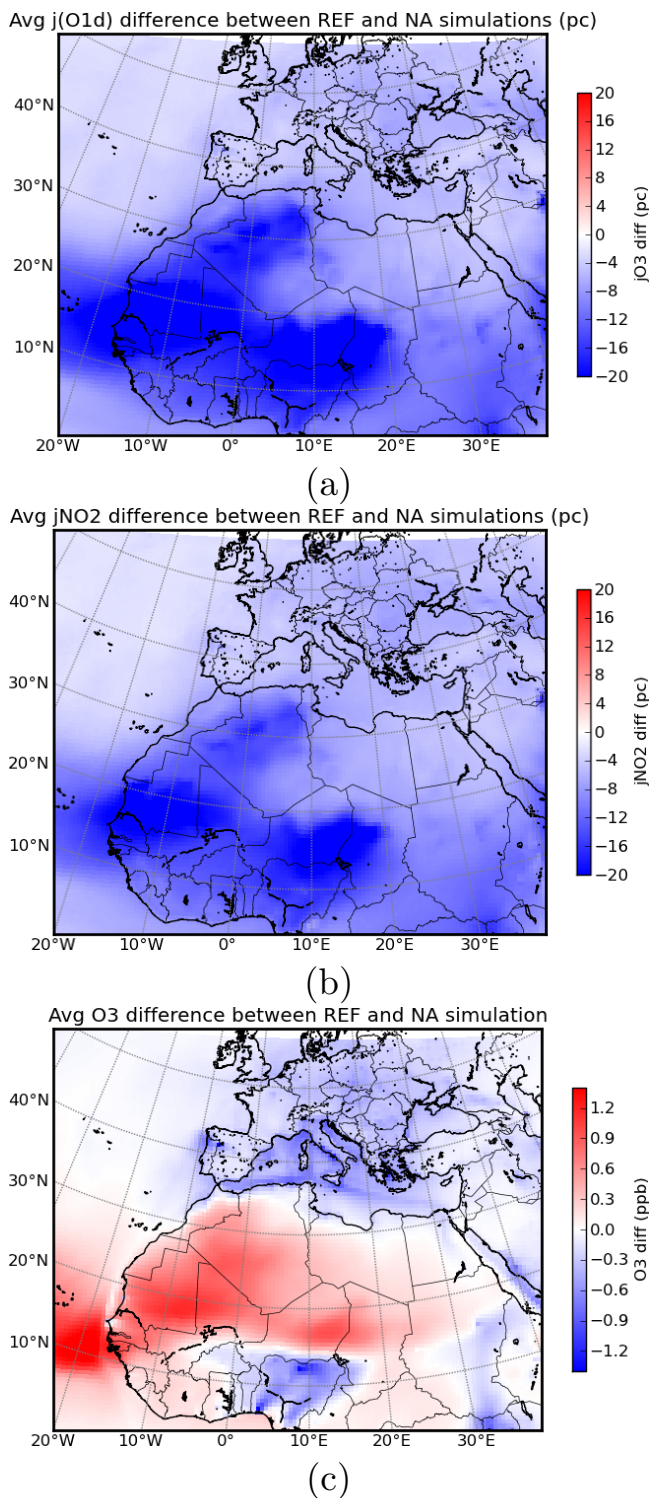 Avg j(O1d) difference between REF and NA simulations (pc)
40°N
30°N
20°N
10°N
20°W 10°W 0° 10°E 20°E 30°E
20
16
12
8
4
0
−4
−8
−12
−16
−20
jO3 diff (pc)
(a)
Avg jNO2 difference between REF and NA simulations (pc)
40°N
30°N
20°N
10°N
20°W 10°W 0° 10°E 20°E 30°E
20
16
12
8
4
0
−4
−8
−12
−16
−20
jNO2 diff (pc)
(b)
Avg O3 difference between REF and NA simulation
40°N
30°N
20°N
10°N
20°W 10°W 0° 10°E 20°E 30°E
1.2
0.9
0.6
0.3
0.0
−0.3
−0.6
−0.9
−1.2
O3 diff (ppb)
(c)